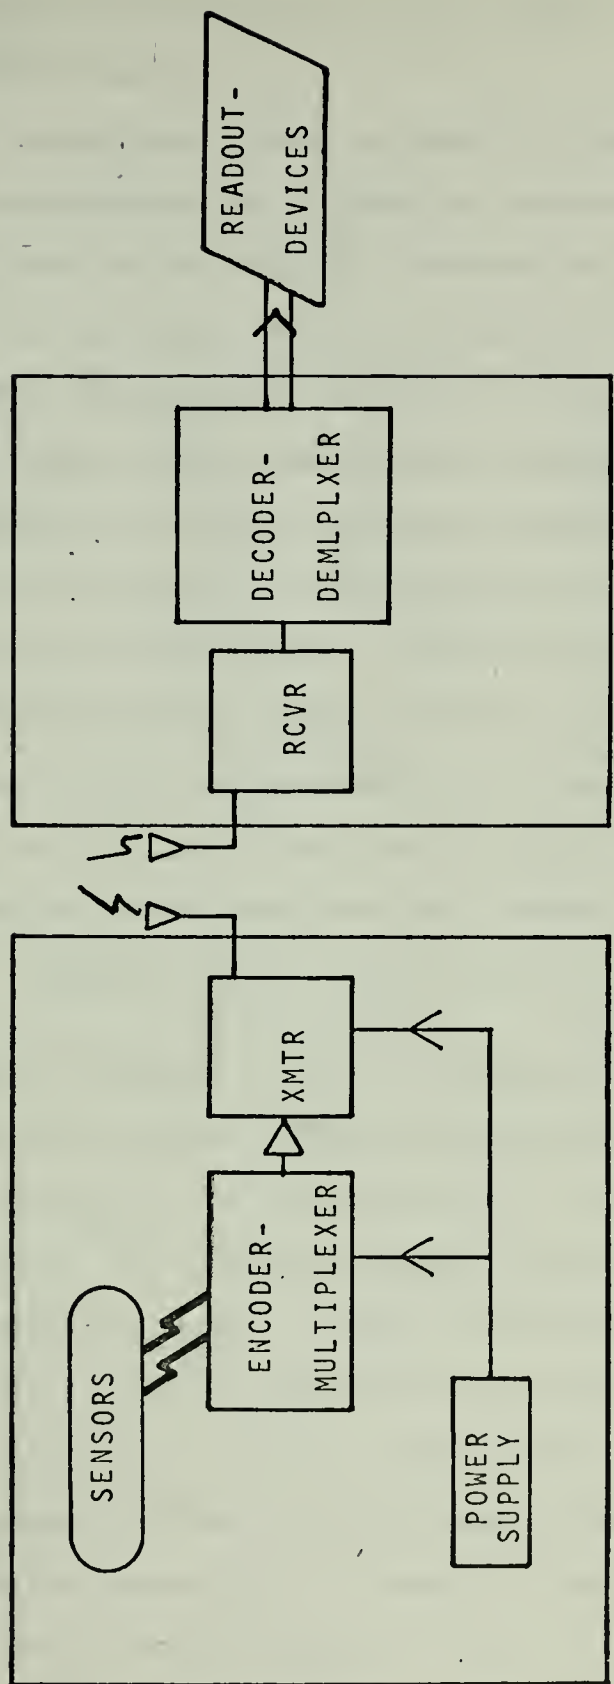 SENSORS
ENCODER-
MULTIPLEXER
XMTR
POWER
SUPPLY
RCVR
DECODER-
DEMLPLXER
READOUT-
DEVICES